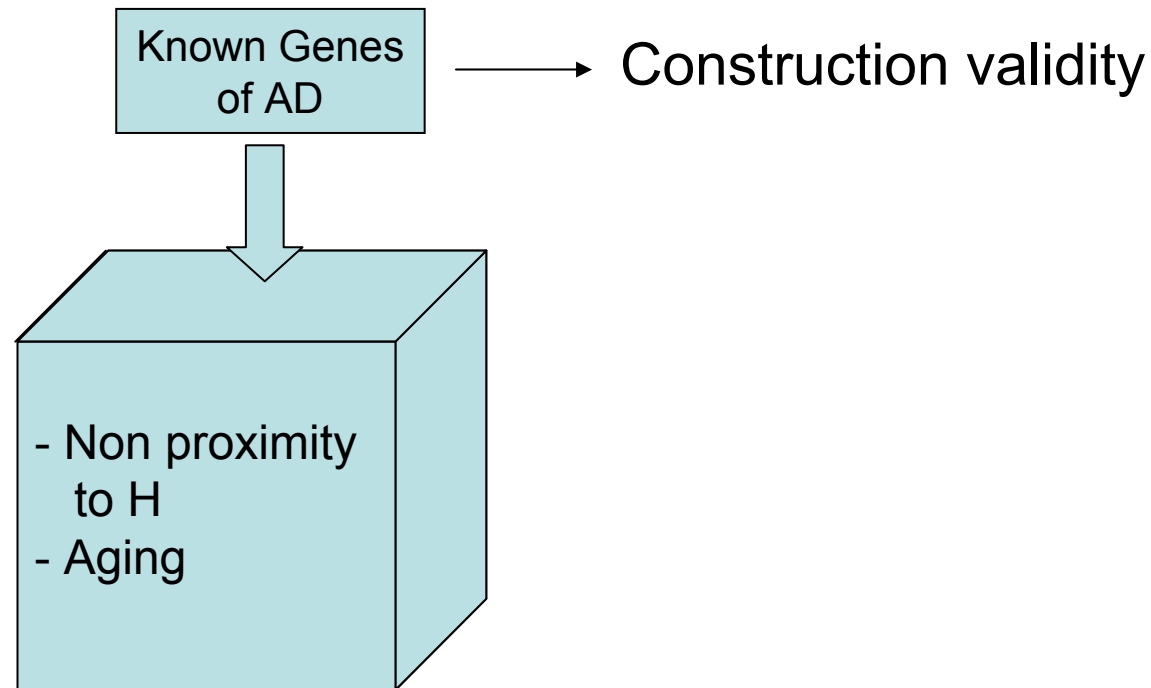 Known Genes
of AD
Construction validity
- Non proximity
to H
- Aging